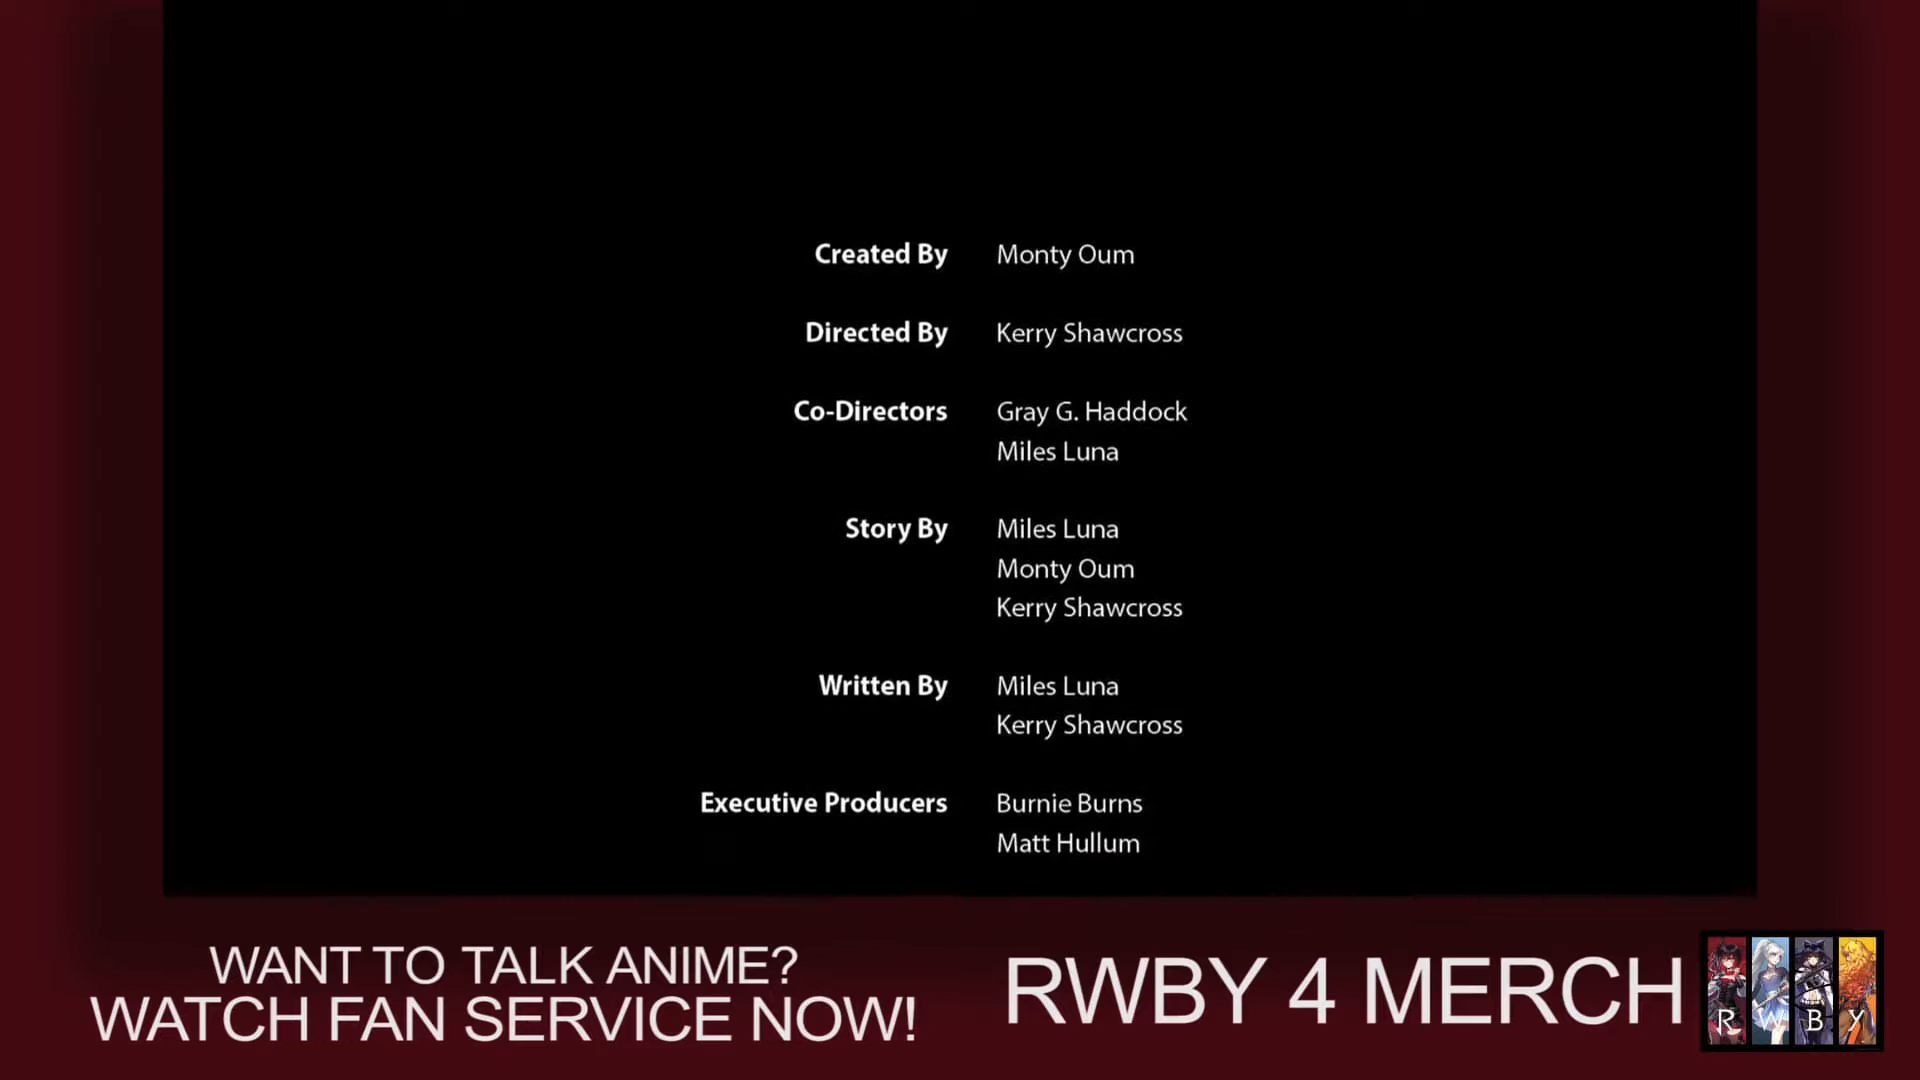 Created By Monty Oum
Directed By Kerry Shawcross
Co-Directors Gray G. Haddock
Miles Luna
Story By Miles Luna
Monty Oum
Kerry Shawcross
Written By Miles Luna
Kerry Shawcross
Executive Producers Burnie Burns
Matt Hullum
WANT TO TALK ANIME?
WATCH FAN SERVICE NOW!
RWBY 4 MERCH
R W B Y